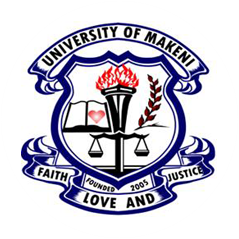 UNIVERSITY OF MAKENI
FAITH
FOUNDED 2005
JUSTICE
LOVE AND